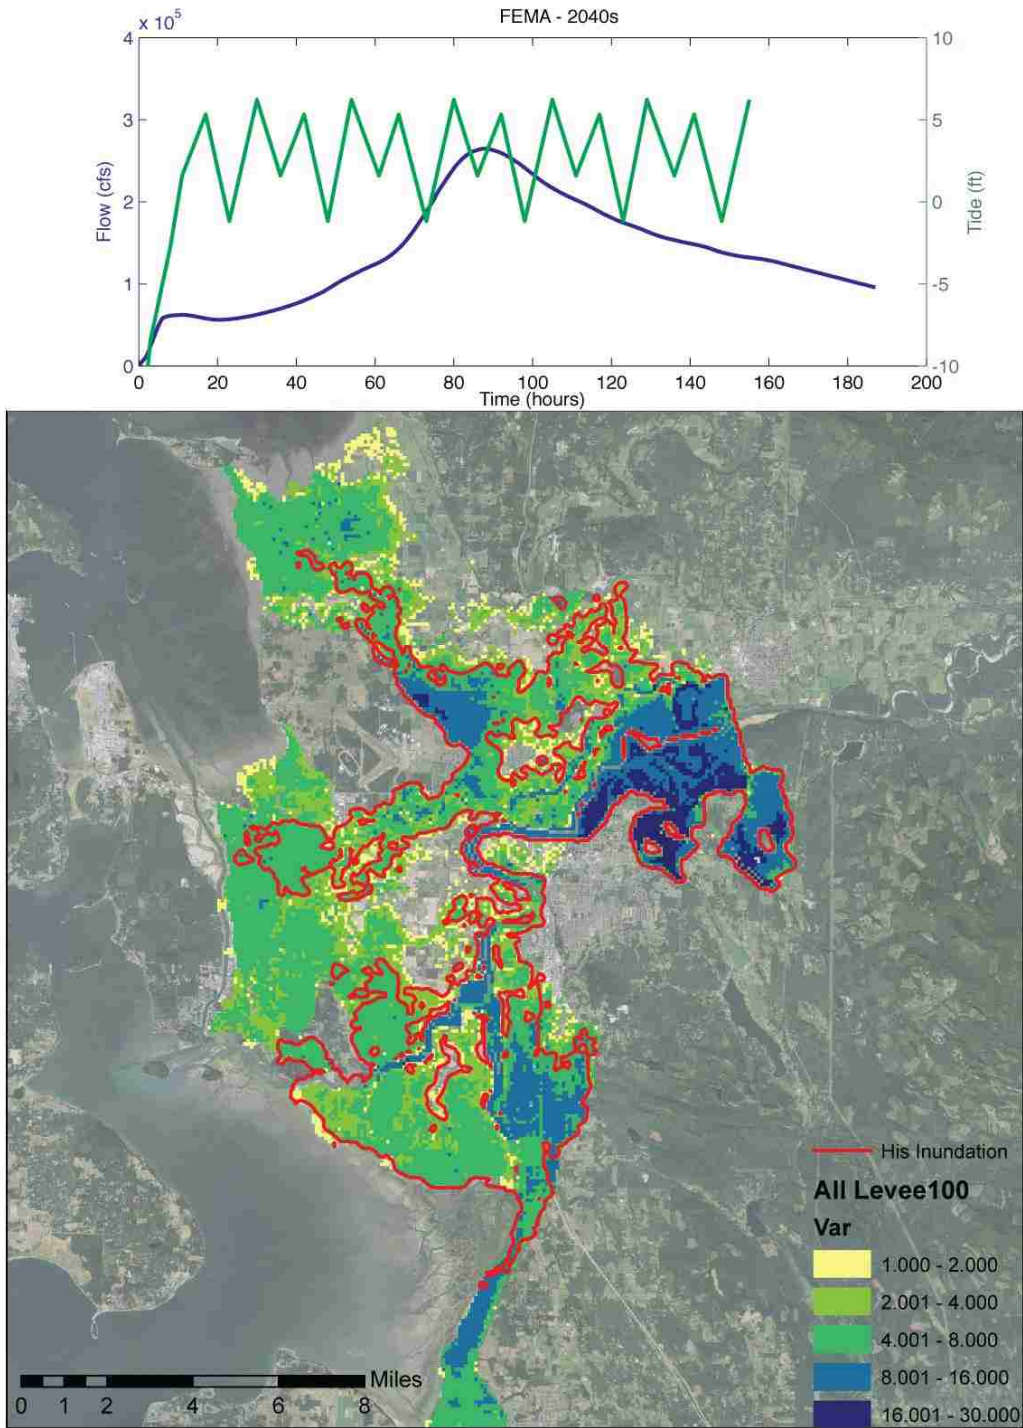 FEMA - 2040s
x 10⁵
4
3
2
1
0
Flow (cfs)
10
5
0
-5
-10
Tide (ft)
0 20 40 60 80 100 120 140 160 180 200
Time (hours)
His Inundation
All Levee100
Var
1.000 - 2.000
2.001 - 4.000
4.001 - 8.000
8.001 - 16.000
16.001 - 30.000
Miles
0 1 2 4 6 8